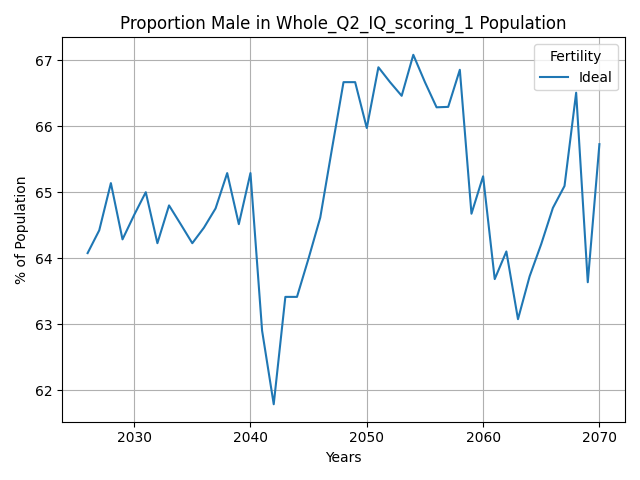 Proportion Male in Whole_Q2_IQ_scoring_1 Population
Fertility
Ideal
67
66
65
64
63
62
% of Population
2030
2040
2050
2060
2070
Years